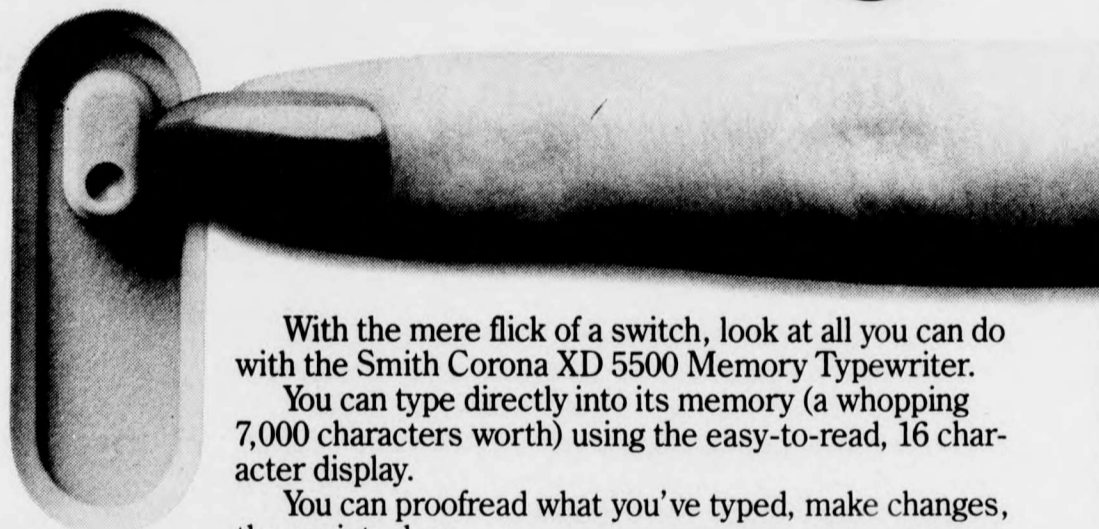 With the mere flick of a switch, look at all you can do
with the Smith Corona XD 5500 Memory Typewriter.
You can type directly into its memory (a whopping
7,000 characters worth) using the easy-to-read, 16 char-
acter display.
You can proofread what you've typed, make changes,